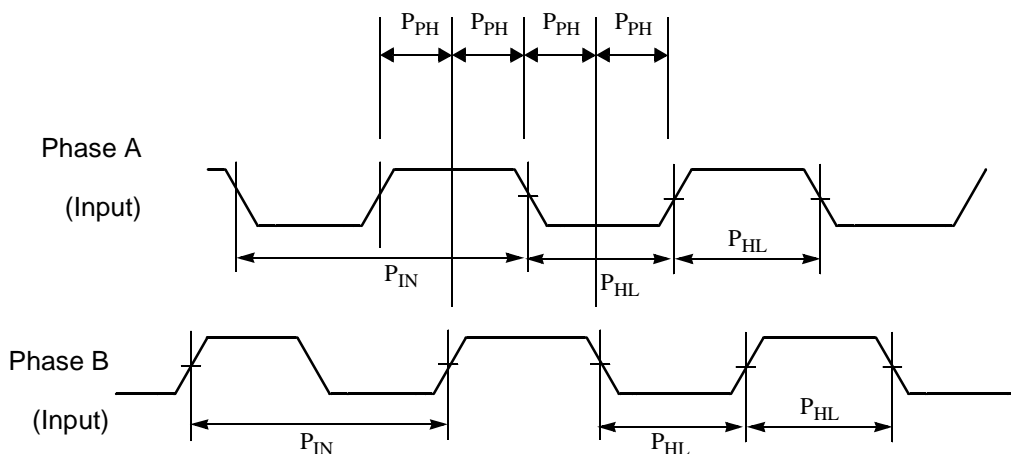 PPH PPH PPH PPH
Phase A
(Input)
PHL
PIN
PHL
Phase B
(Input)
PHL
PIN
PHL